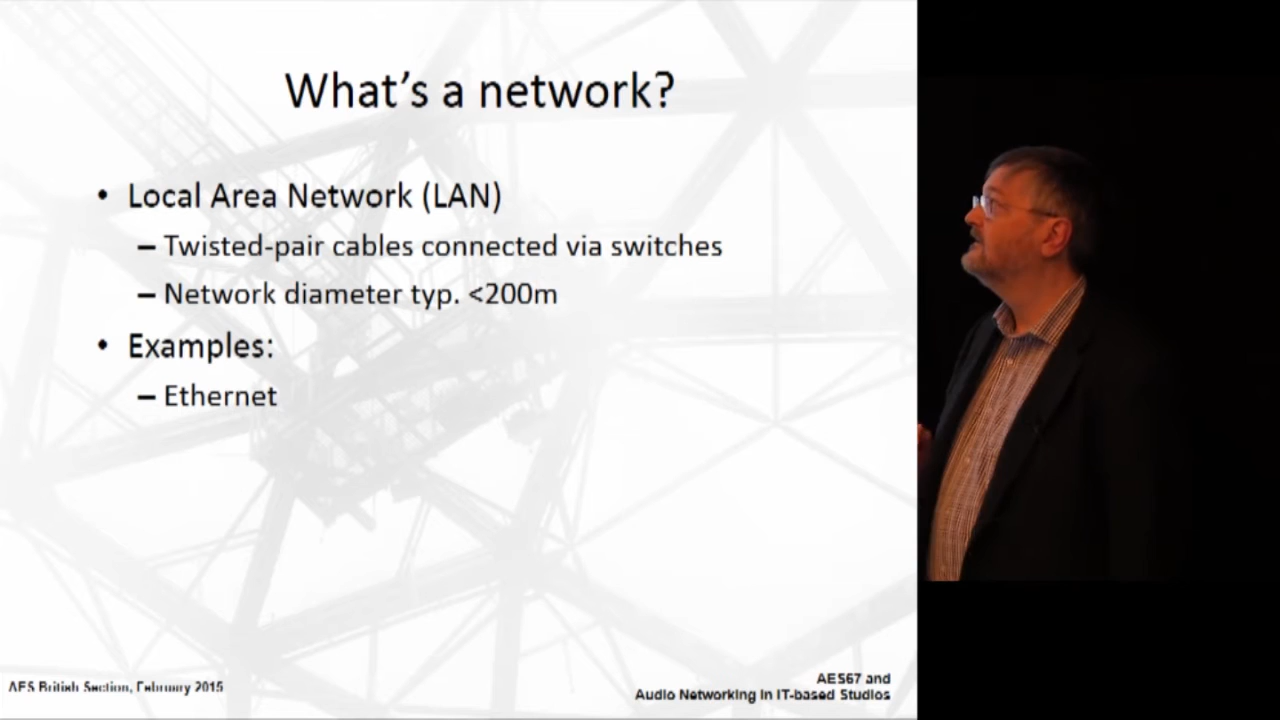 What's a network?
• Local Area Network (LAN)
– Twisted-pair cables connected via switches
– Network diameter typ. <200m
• Examples:
– Ethernet
AES British Section, February 2015
AES67 and
Audio Networking in IT-based Studios